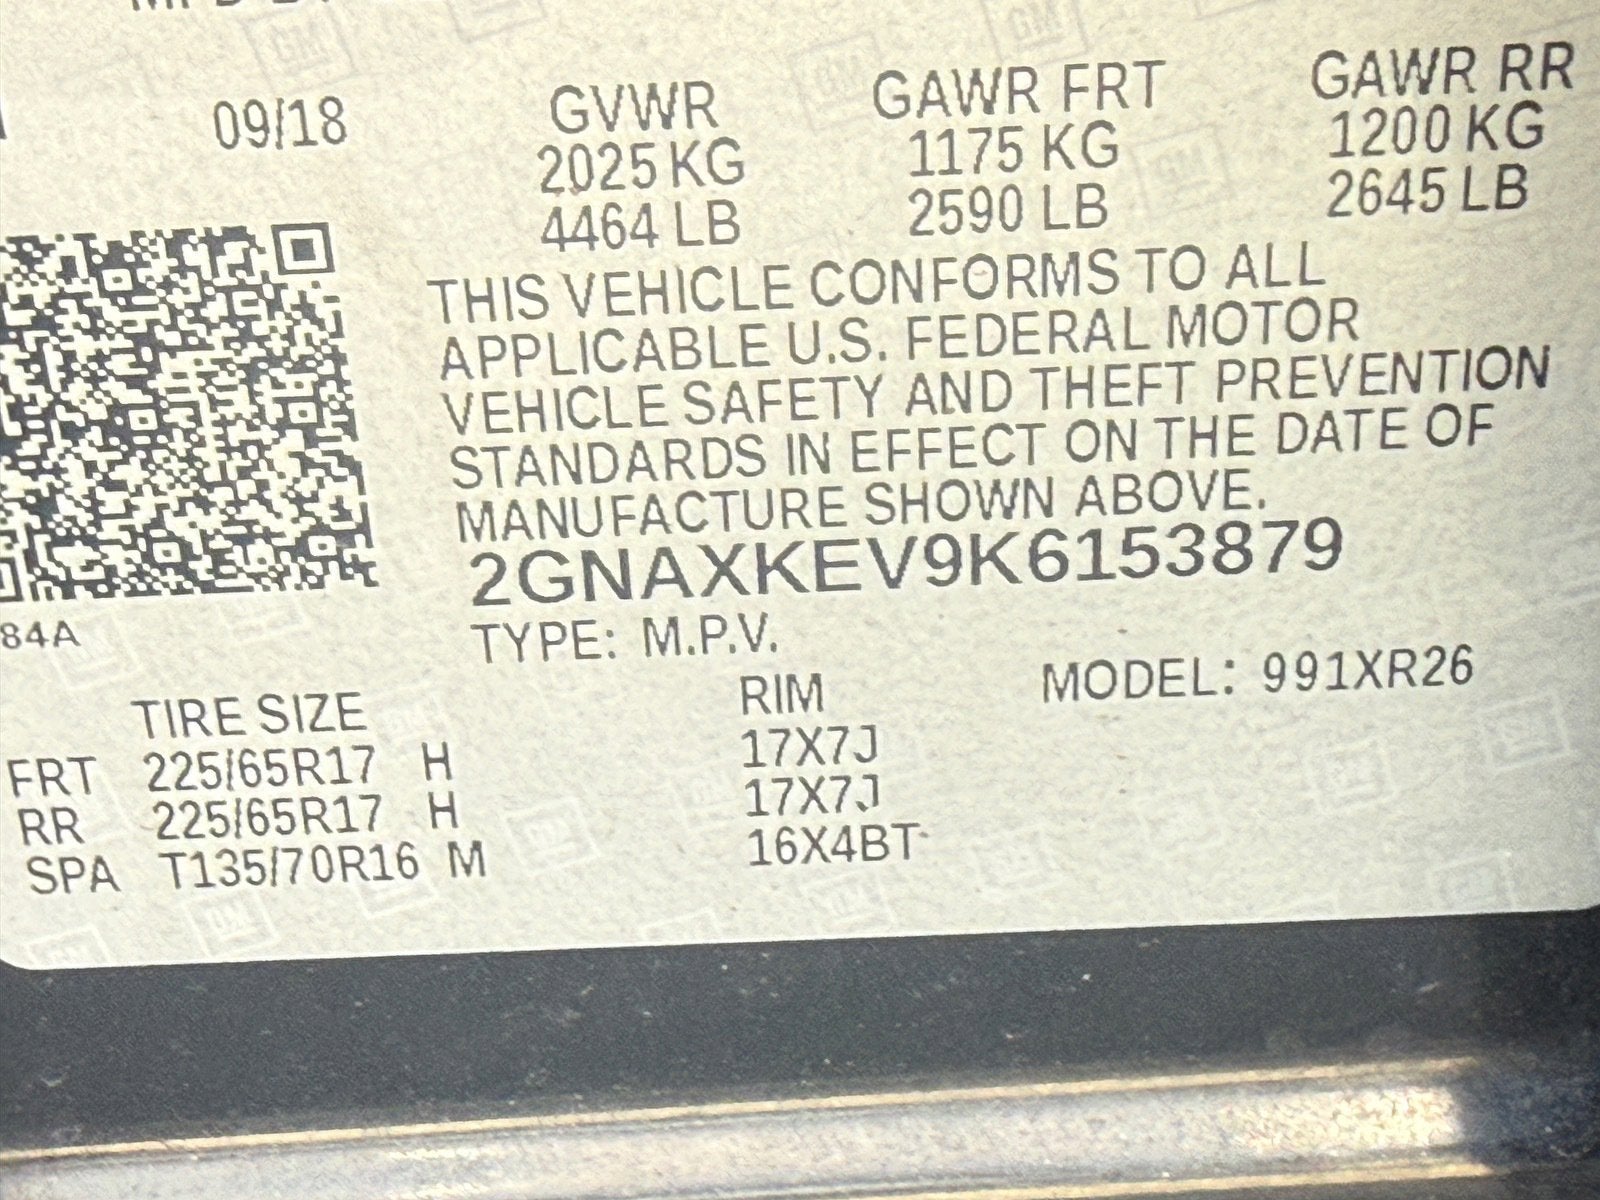 09/18
GVWR GAWR FRT GAWR RR
2025 KG 1175 KG 1200 KG
4464 LB 2590 LB 2645 LB
THIS VEHICLE CONFORMS TO ALL
APPLICABLE U.S. FEDERAL MOTOR
VEHICLE SAFETY AND THEFT PREVENTION
STANDARDS IN EFFECT ON THE DATE OF
MANUFACTURE SHOWN ABOVE.
2GNAXKEV9K6153879
84A
TYPE: M.P.V.
MODEL: 991XR26
TIRE SIZE RIM
FRT 225/65R17 H 17X7J
RR 225/65R17 H 17X7J
SPA T135/70R16 M 16X4BT